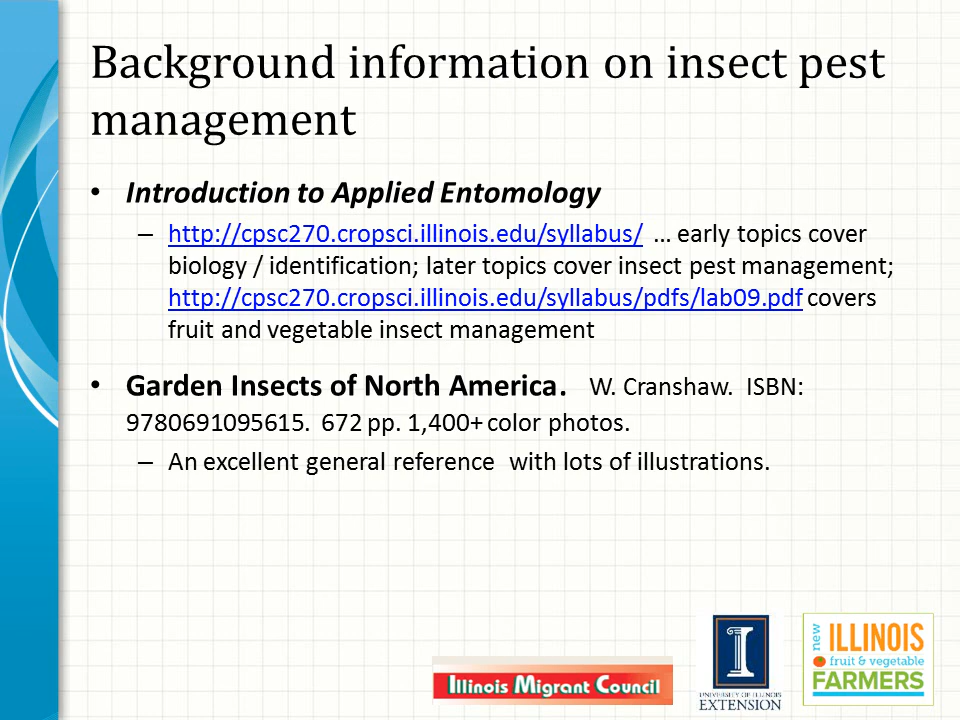 Background information on insect pest
management
• Introduction to Applied Entomology
– http://cpsc270.cropsci.illinois.edu/syllabus/ … early topics cover
biology / identification; later topics cover insect pest management;
http://cpsc270.cropsci.illinois.edu/syllabus/pdfs/lab09.pdf covers
fruit and vegetable insect management
• Garden Insects of North America. W. Cranshaw. ISBN:
9780691095615. 672 pp. 1,400+ color photos.
– An excellent general reference with lots of illustrations.
Illinois Migrant Council
I
UNIVERSITY OF ILLINOIS
EXTENSION
new
ILLINOIS
fruit & vegetable
FARMERS